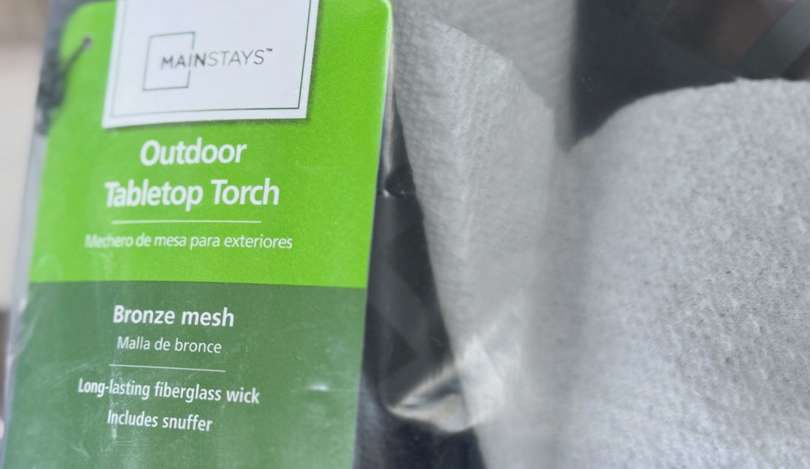 MAINSTAYS™
Outdoor
Tabletop Torch
Mechero de mesa para exteriores
Bronze mesh
Malla de bronce
Long-lasting fiberglass wick
Includes snuffer